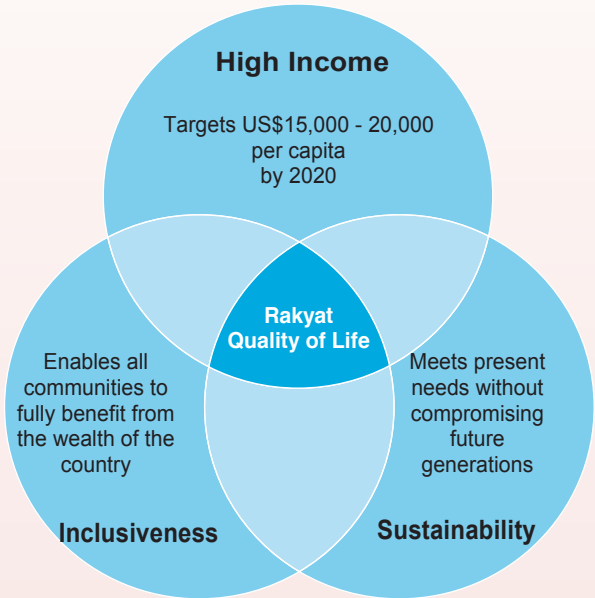 High Income
Targets US$15,000 - 20,000
per capita
by 2020
Rakyat
Quality of Life
Enables all
communities to
fully benefit from
the wealth of the
country
Inclusiveness
Meets present
needs without
compromising
future
generations
Sustainability